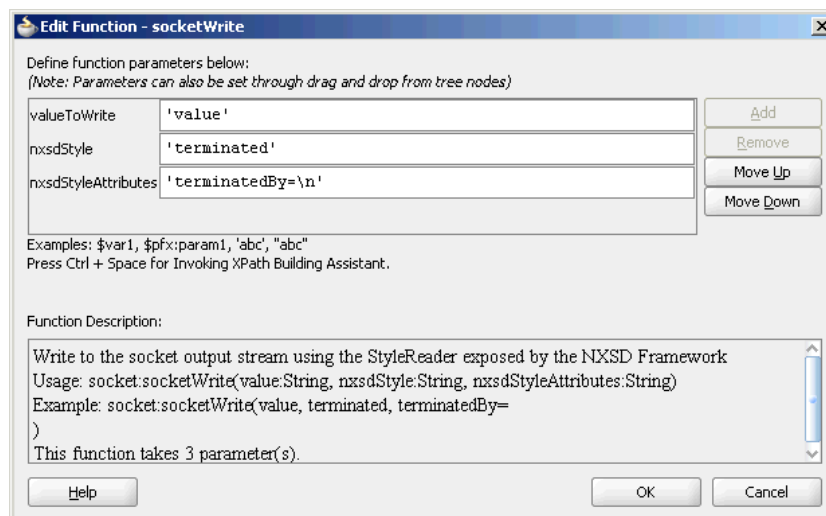 Edit Function - socketWrite
Define function parameters below:
(Note: Parameters can also be set through drag and drop from tree nodes)
valueToWrite 'value'
nxsdStyle 'terminated'
nxsdStyleAttributes 'terminatedBy=\n'
Add
Remove
Move Up
Move Down
Examples: $var1, $pfx:param1, 'abc', "abc"
Press Ctrl + Space for Invoking XPath Building Assistant.
Function Description:
Write to the socket output stream using the StyleReader exposed by the NXSD Framework
Usage: socket:socketWrite(value:String, nxsdStyle:String, nxsdStyleAttributes:String)
Example: socket:socketWrite(value, terminated, terminatedBy=
)
This function takes 3 parameter(s).
Help OK Cancel